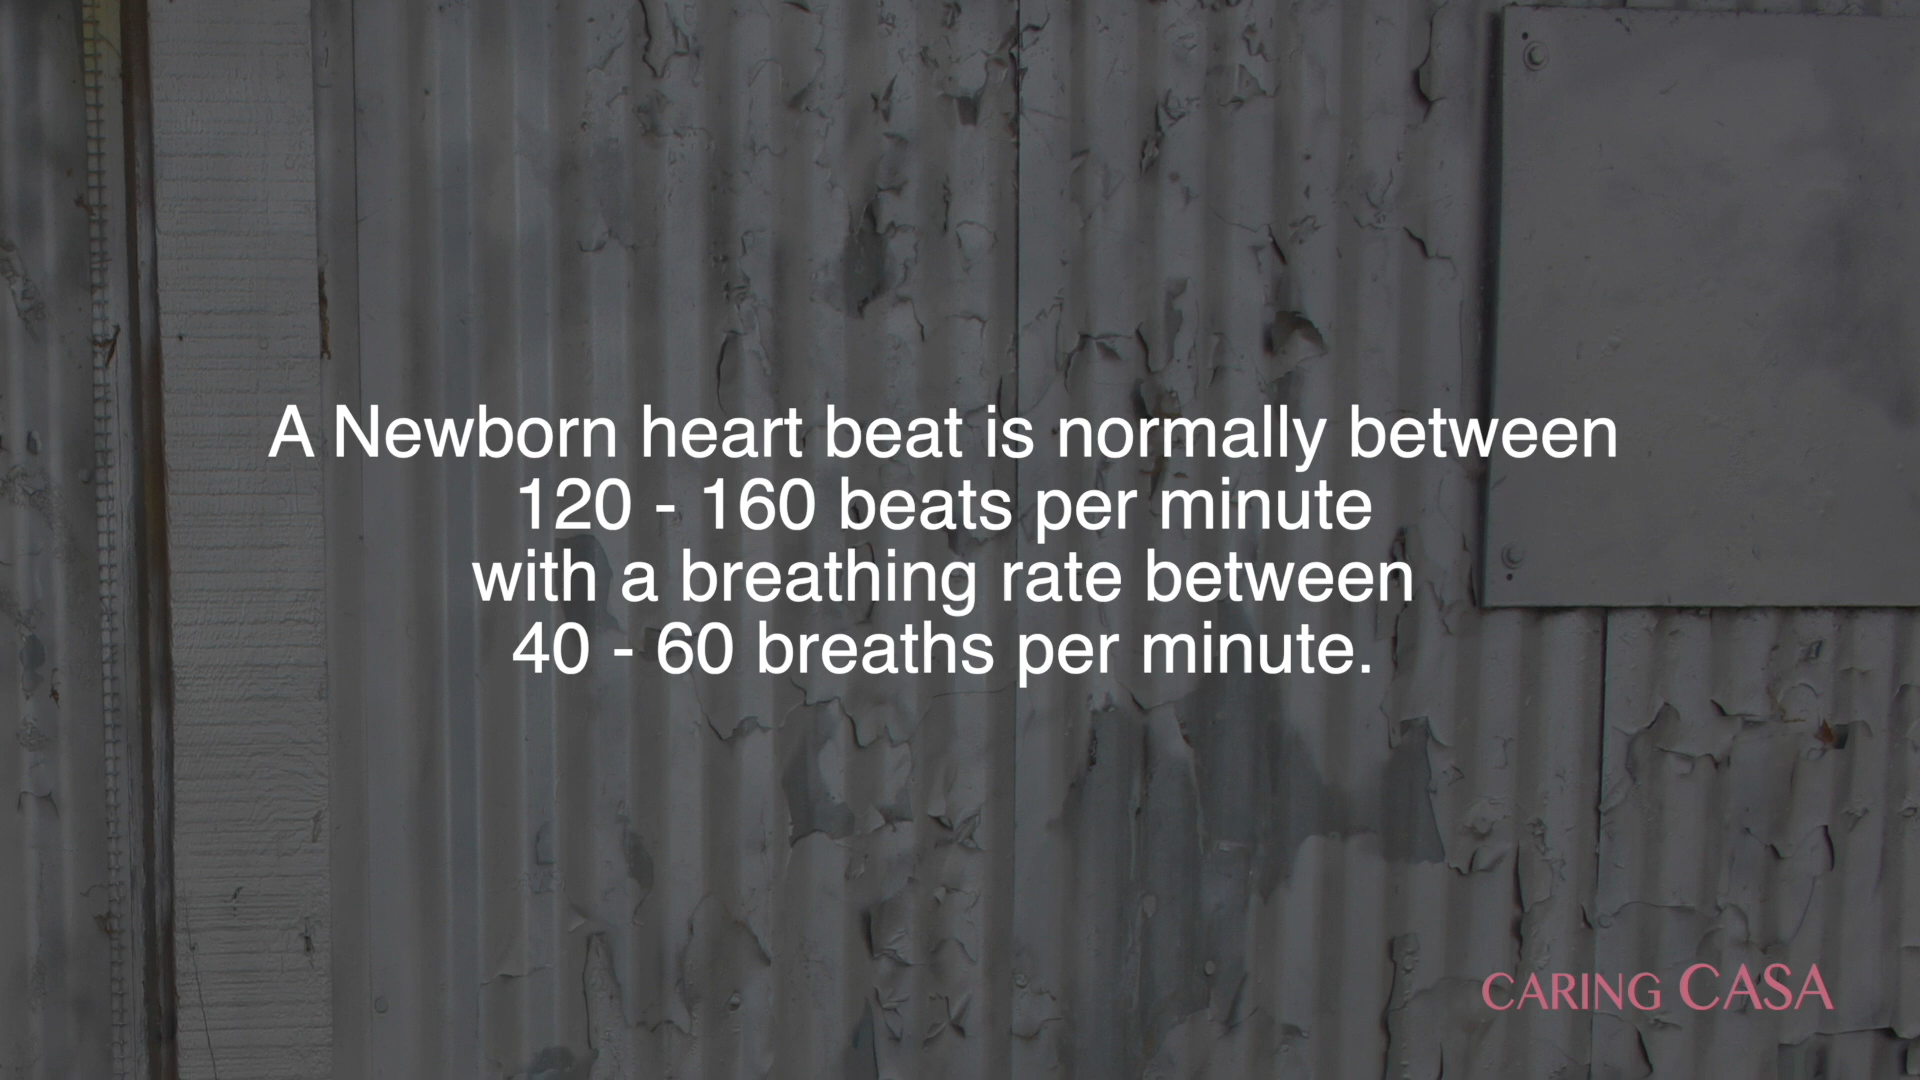 A Newborn heart beat is normally between
120 - 160 beats per minute
with a breathing rate between
40 - 60 breaths per minute.
CARING CASA